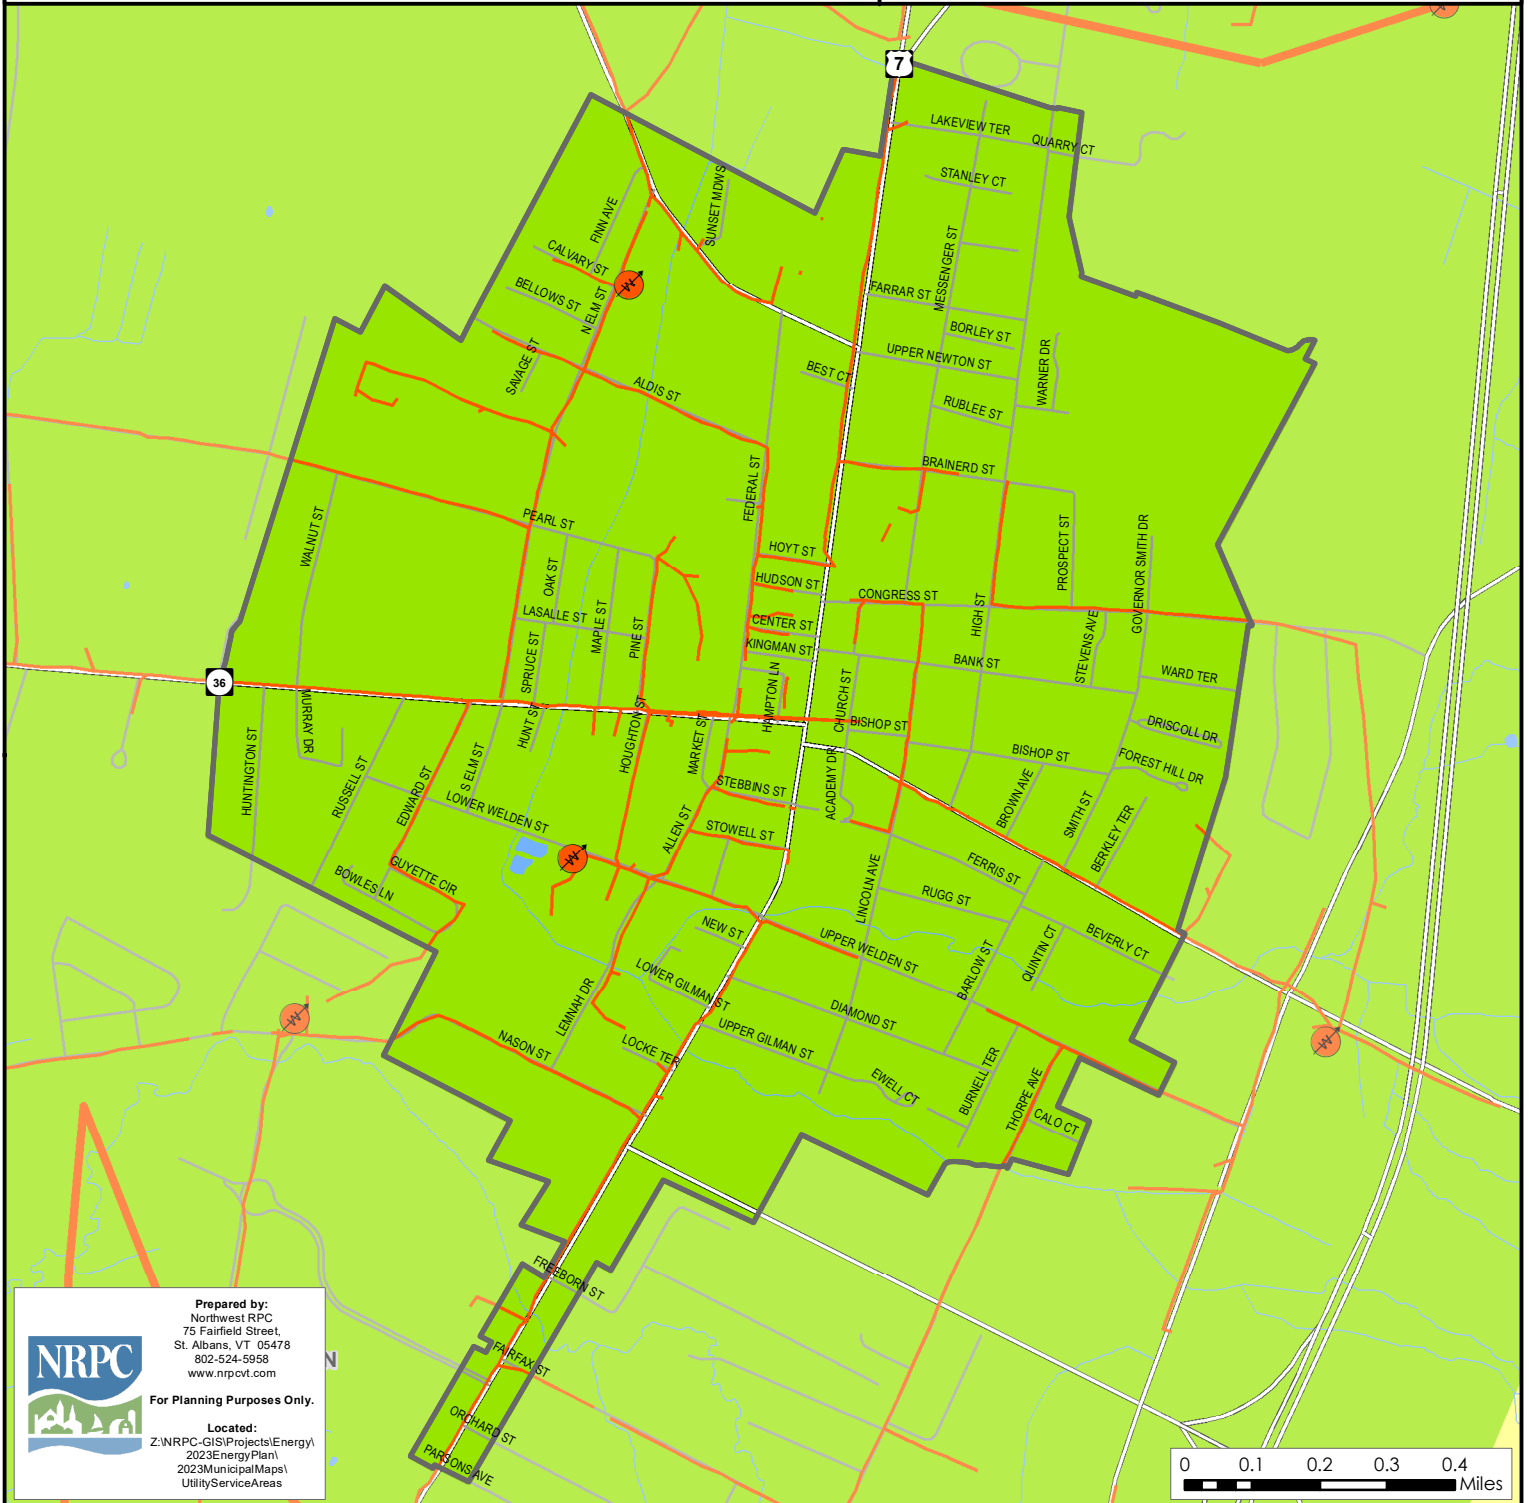 7
LAKEVIEW TER
QUARRY CT
STANLEY CT
SUNSET MDWS
FINN AVE
CALVARY ST
MESSENGER ST
BELLOWS ST
N ELM ST
FARRAR ST
BORLEY ST
UPPER NEWTON ST
WARNER DR
SAVAGE ST
BEST CT
ALDIS ST
RUBLEE ST
FEDERAL ST
BRAINERD ST
WALNUT ST
PEARL ST
PROSPECT ST
GOVERNOR SMITH DR
HOYT ST
OAK ST
HUDSON ST
CONGRESS ST
HIGH ST
LASALLE ST
MAPLE ST
PINE ST
CENTER ST
STEVENS AVE
KINGMAN ST
BANK ST
WARD TER
36
SPRUCE ST
HAMPTON LN
CHURCH ST
MURRAY DR
HUNT ST
HOUGHTON ST
MARKET ST
BISHOP ST
DRISCOLL DR
BISHOP ST
FOREST HILL DR
HUNTINGTON ST
RUSSELL ST
EDWARD ST
S ELM ST
ACADEMY DR
STEBBINS ST
BROWN AVE
SMITH ST
BERKLEY TER
LOWER WELDEN ST
ALLEN ST
STOWELL ST
BOWLES LN
GUYETTE CIR
FERRIS ST
LINCOLN AVE
RUGG ST
NEW ST
UPPER WELDEN ST
BARLOW ST
QUINTIN CT
BEVERLY CT
LOWER GILMAN ST
LEMNAH DR
DIAMOND ST
NASON ST
LOCKE TER
UPPER GILMAN ST
EWELL CT
BURNELL TER
THORPE AVE
CALO CT
FREEBORN ST
FAIRFAX ST
ORCHARD ST
PARSONS AVE
N
NRPC
Prepared by:
Northwest RPC
75 Fairfield Street,
St. Albans, VT 05478
802-524-5958
www.nrpcvt.com
For Planning Purposes Only.
Located:
Z:\NRPC-GIS\Projects\Energy\
2023EnergyPlan\
2023MunicipalMaps\
UtilityServiceAreas
0 0.1 0.2 0.3 0.4
Miles